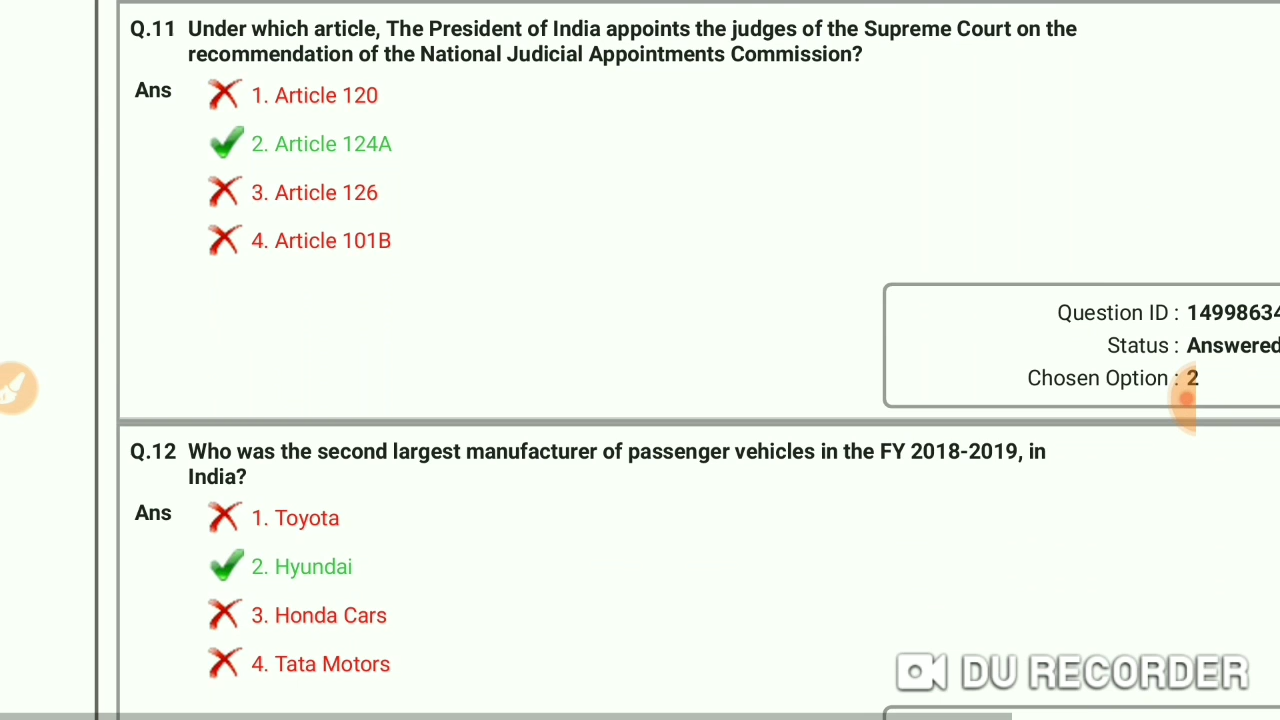 Q.11 Under which article, The President of India appoints the judges of the Supreme Court on the
recommendation of the National Judicial Appointments Commission?
Ans 1. Article 120
2. Article 124A
3. Article 126
4. Article 101B
Question ID : 14998634
Status : Answered
Chosen Option : 2
Q.12 Who was the second largest manufacturer of passenger vehicles in the FY 2018-2019, in
India?
Ans 1. Toyota
2. Hyundai
3. Honda Cars
4. Tata Motors
DU RECORDER